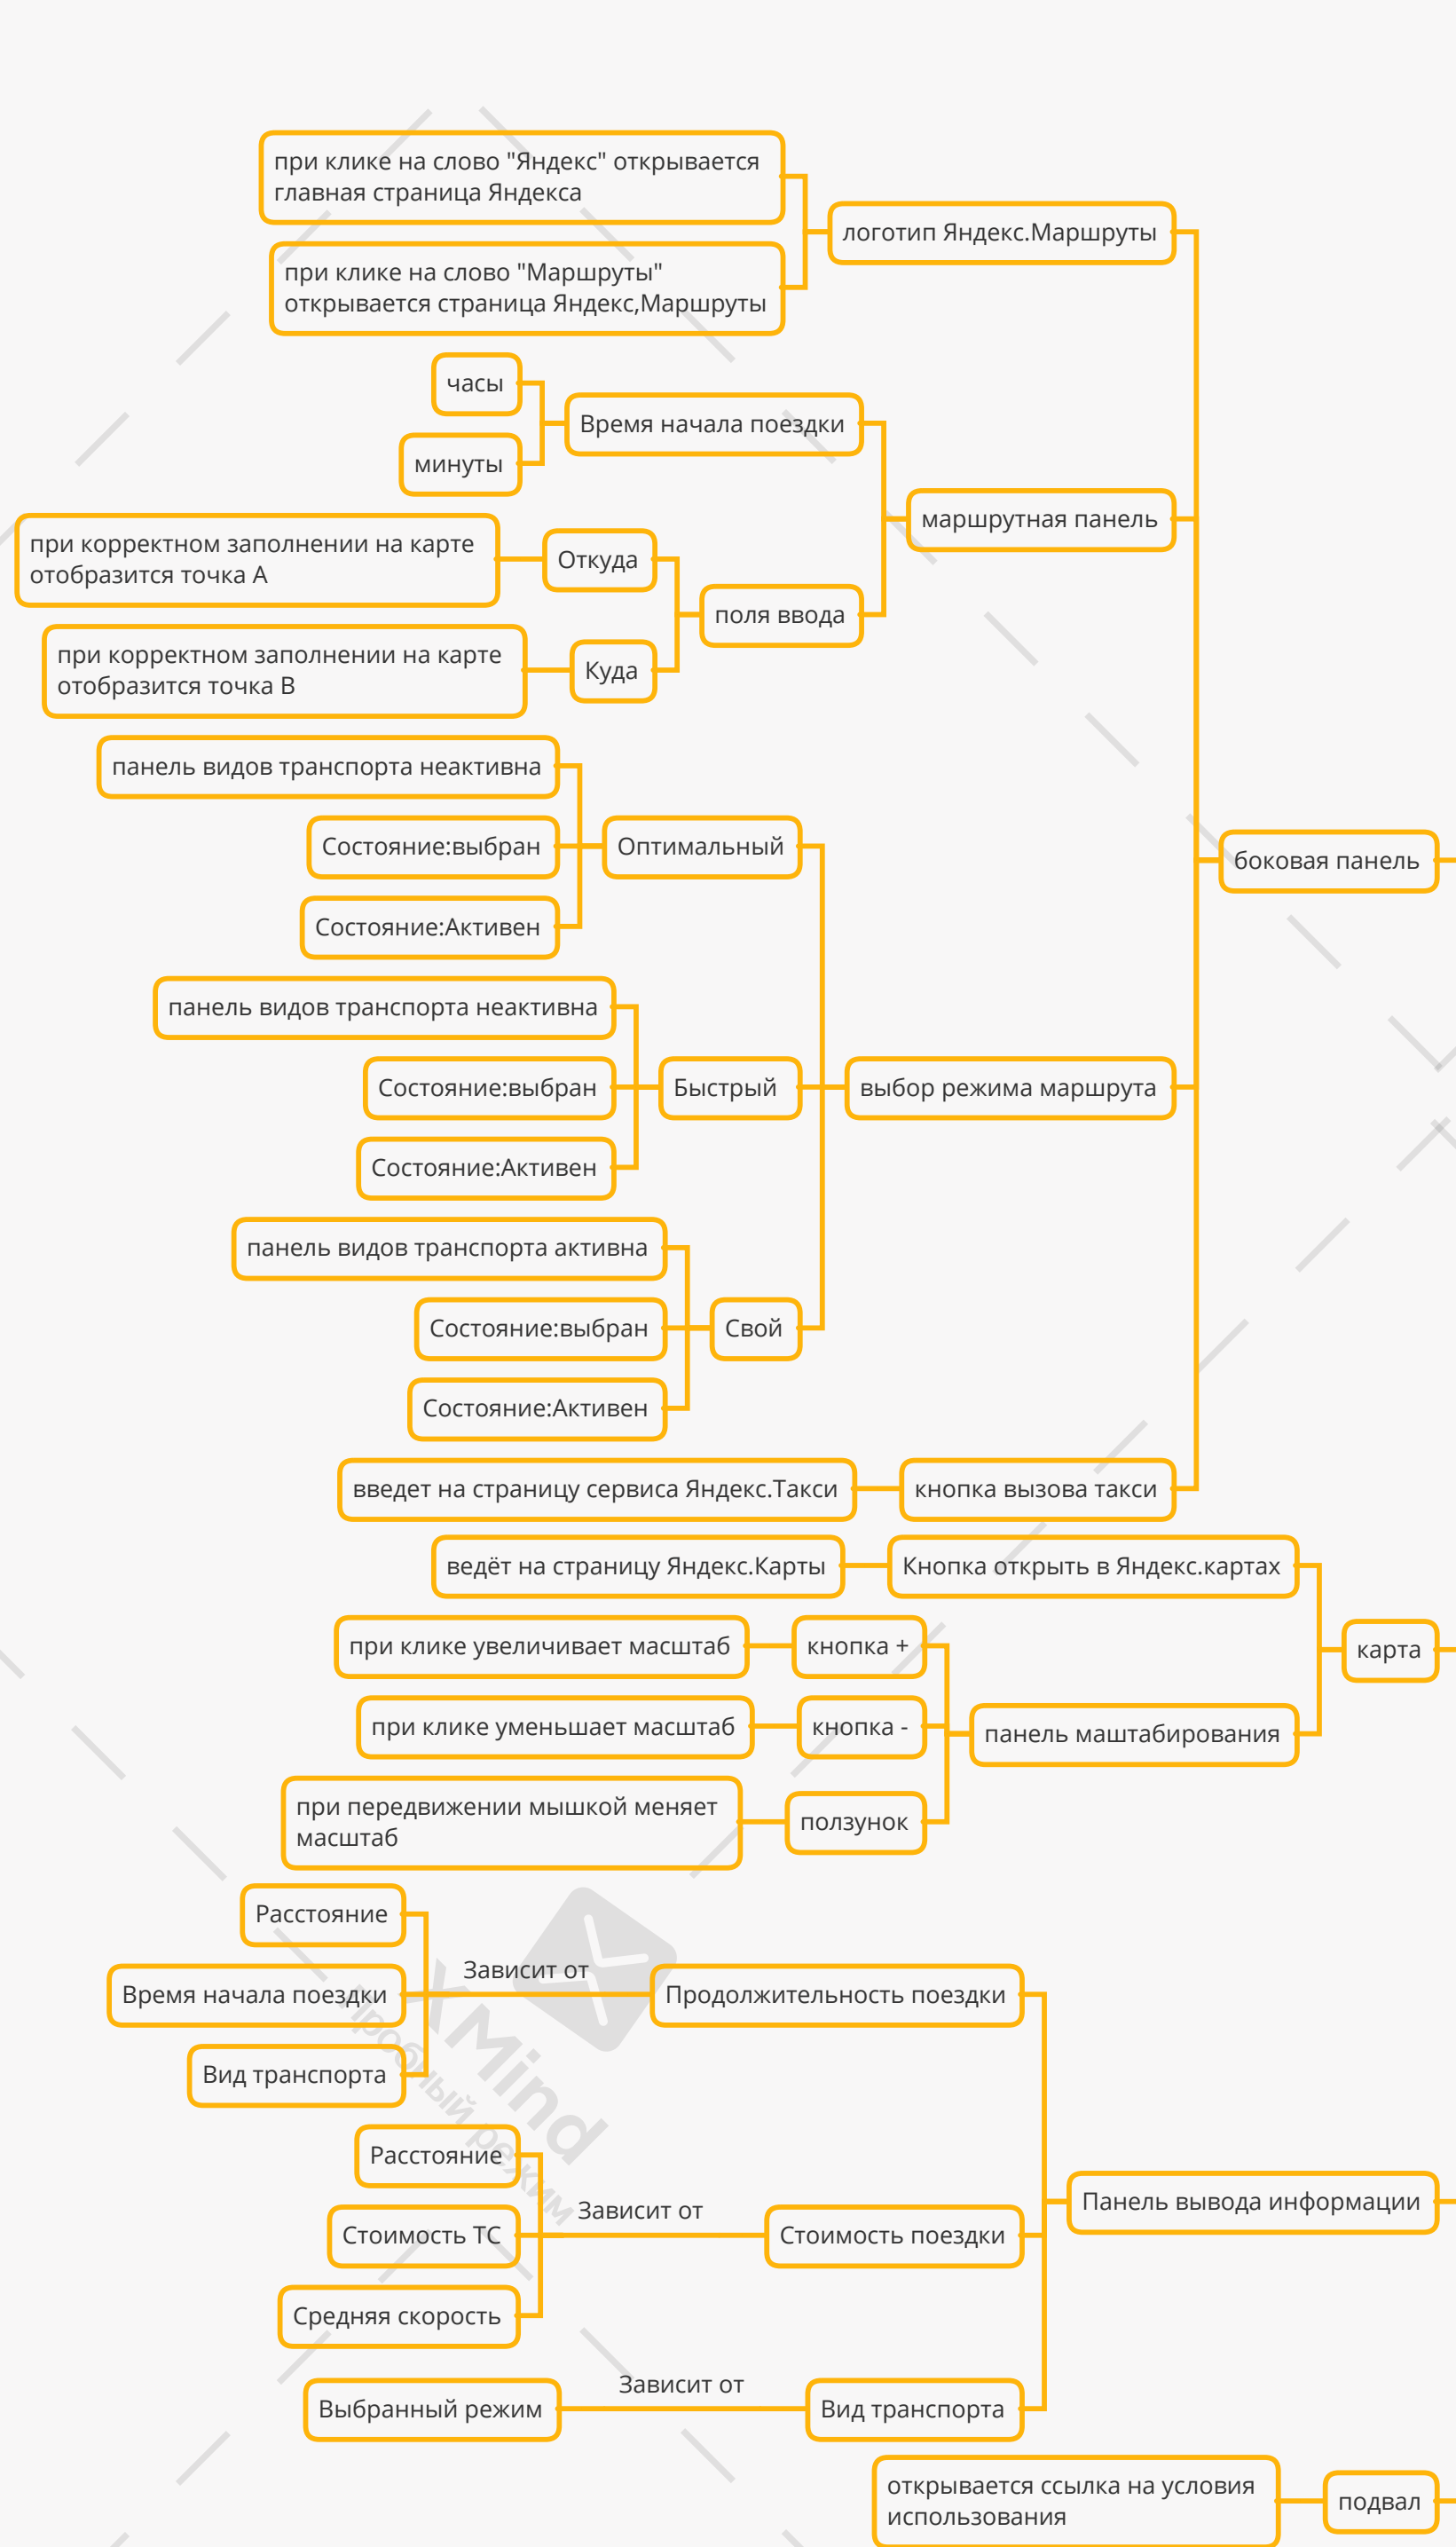 при клике на слово "Яндекс" открывается
главная страница Яндекса
логотип Яндекс.Маршруты
при клике на слово "Маршруты"
открывается страница Яндекс,Маршруты
часы
Время начала поездки
минуты
маршрутная панель
при корректном заполнении на карте
отобразится точка А
Откуда
поля ввода
при корректном заполнении на карте
отобразится точка В
Куда
панель видов транспорта неактивна
Состояние:выбран
Оптимальный
Состояние:Активен
боковая панель
панель видов транспорта неактивна
Состояние:выбран
Быстрый
выбор режима маршрута
Состояние:Активен
панель видов транспорта активна
Состояние:выбран
Свой
Состояние:Активен
введет на страницу сервиса Яндекс.Такси
кнопка вызова такси
ведёт на страницу Яндекс.Карты
Кнопка открыть в Яндекс.картах
при клике увеличивает масштаб
кнопка +
карта
при клике уменьшает масштаб
кнопка -
панель маштабирования
при передвижении мышкой меняет
масштаб
ползунок
Расстояние
Зависит от
Время начала поездки
Продолжительность поездки
Вид транспорта
XMind
Пробный режим
Расстояние
Зависит от
Стоимость ТС
Стоимость поездки
Панель вывода информации
Средняя скорость
Зависит от
Выбранный режим
Вид транспорта
открывается ссылка на условия
использования
подвал